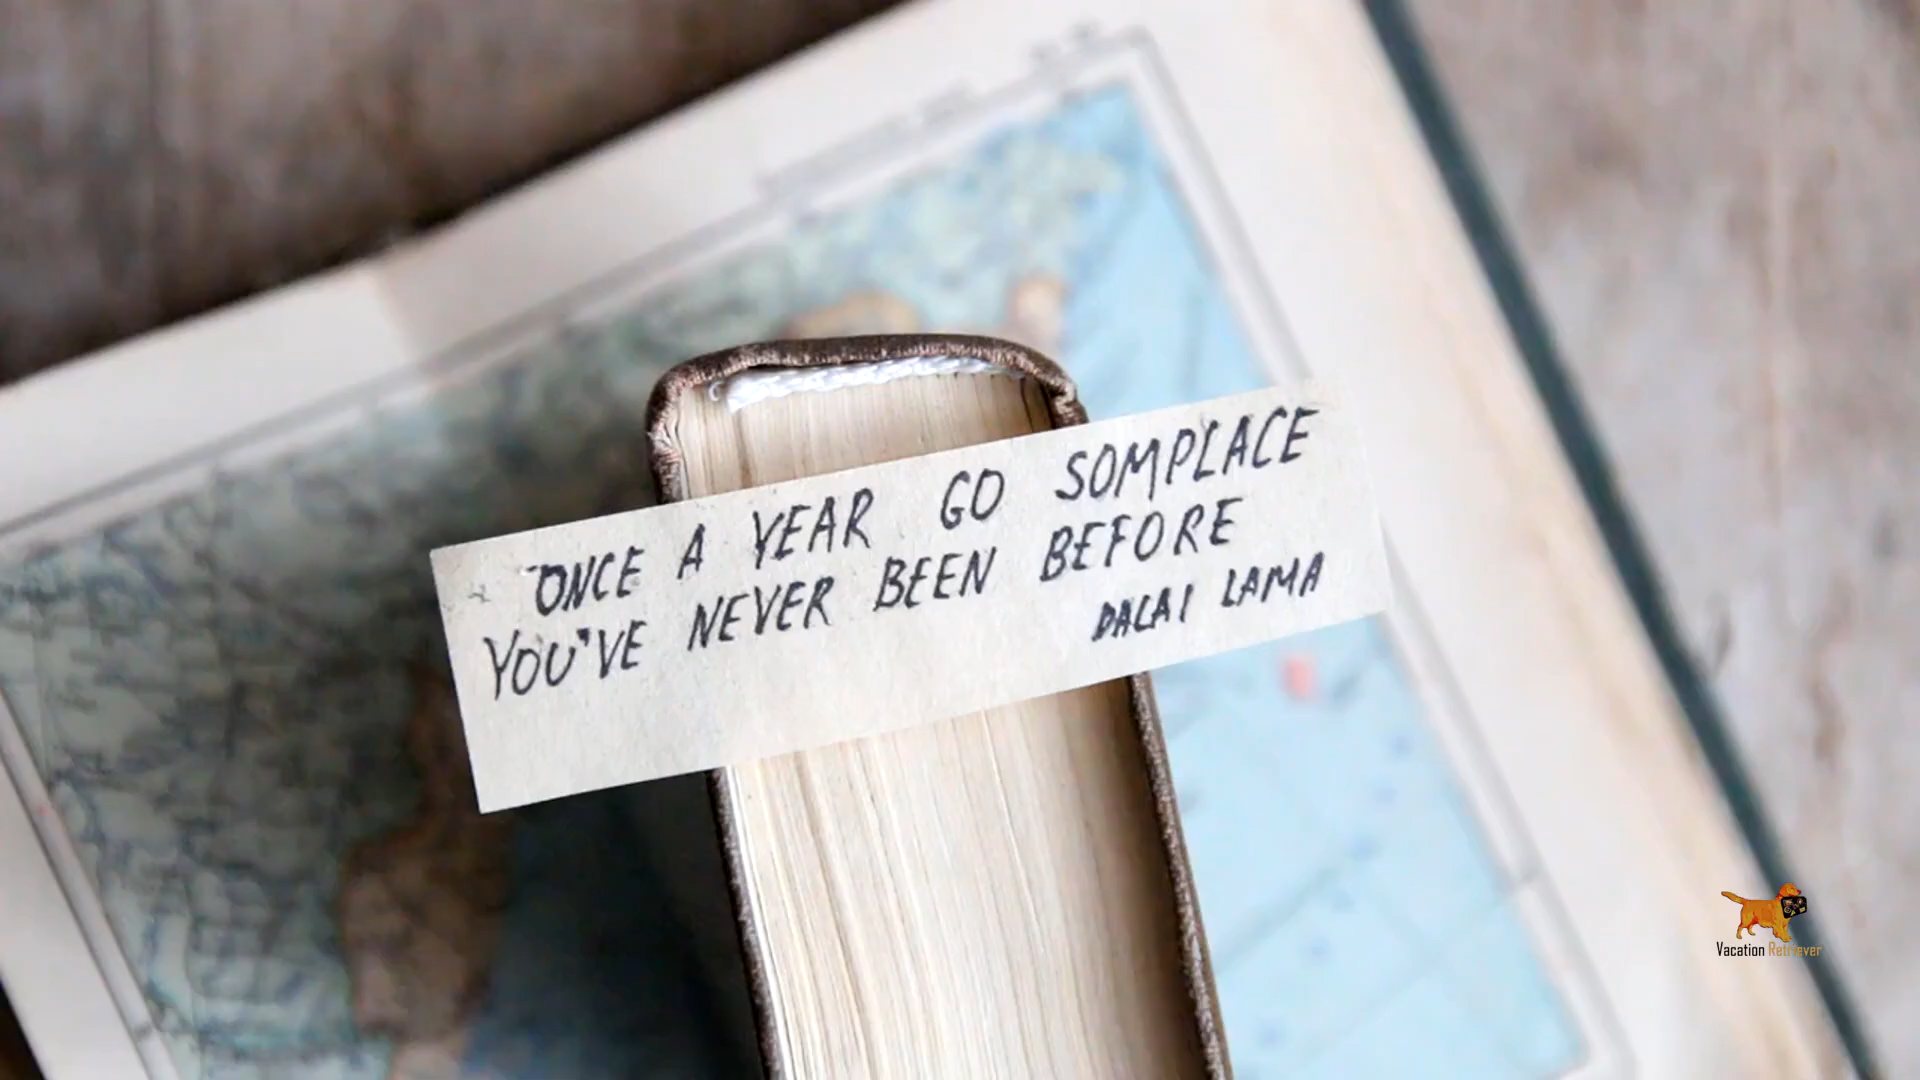 ONCE A YEAR GO SOMPLACE
YOU'VE NEVER BEEN BEFORE
DALAI LAMA
Vacation Retriever